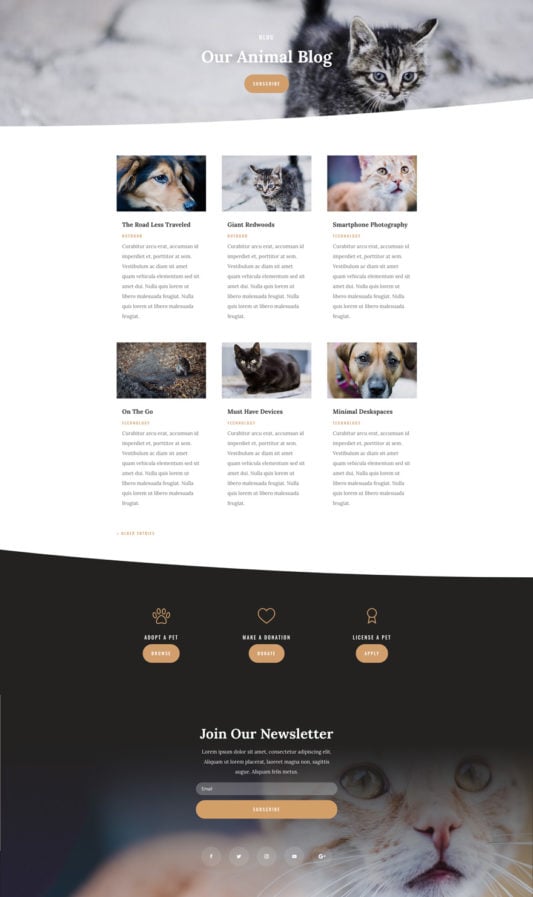 BLOG
Our Animal Blog
SUBSCRIBE
The Road Less Traveled
OUTDOOR
Curabitur arcu erat, accumsan id
imperdiet et, porttitor at sem.
Vestibulum ac diam sit amet
quam vehicula elementum sed sit
amet dui. Nulla quis lorem ut
libero malesuada feugiat. Nulla
quis lorem ut libero malesuada
feugiat.
Giant Redwoods
OUTDOOR
Curabitur arcu erat, accumsan id
imperdiet et, porttitor at sem.
Vestibulum ac diam sit amet
quam vehicula elementum sed sit
amet dui. Nulla quis lorem ut
libero malesuada feugiat. Nulla
quis lorem ut libero malesuada
feugiat.
Smartphone Photography
TECHNOLOGY
Curabitur arcu erat, accumsan id
imperdiet et, porttitor at sem.
Vestibulum ac diam sit amet
quam vehicula elementum sed sit
amet dui. Nulla quis lorem ut
libero malesuada feugiat. Nulla
quis lorem ut libero malesuada
feugiat.
On The Go
TECHNOLOGY
Curabitur arcu erat, accumsan id
imperdiet et, porttitor at sem.
Vestibulum ac diam sit amet
quam vehicula elementum sed sit
amet dui. Nulla quis lorem ut
libero malesuada feugiat. Nulla
quis lorem ut libero malesuada
feugiat.
Must Have Devices
TECHNOLOGY
Curabitur arcu erat, accumsan id
imperdiet et, porttitor at sem.
Vestibulum ac diam sit amet
quam vehicula elementum sed sit
amet dui. Nulla quis lorem ut
libero malesuada feugiat. Nulla
quis lorem ut libero malesuada
feugiat.
Minimal Deskspaces
TECHNOLOGY
Curabitur arcu erat, accumsan id
imperdiet et, porttitor at sem.
Vestibulum ac diam sit amet
quam vehicula elementum sed sit
amet dui. Nulla quis lorem ut
libero malesuada feugiat. Nulla
quis lorem ut libero malesuada
feugiat.
« OLDER ENTRIES
ADOPT A PET
BROWSE
MAKE A DONATION
DONATE
LICENSE A PET
APPLY
Join Our Newsletter
Lorem ipsum dolor sit amet, consectetur adipiscing elit.
Aliquam ut lorem placerat, laoreet magna non, sagittis
augue. Aliquam felis metus.
Email
SUBSCRIBE